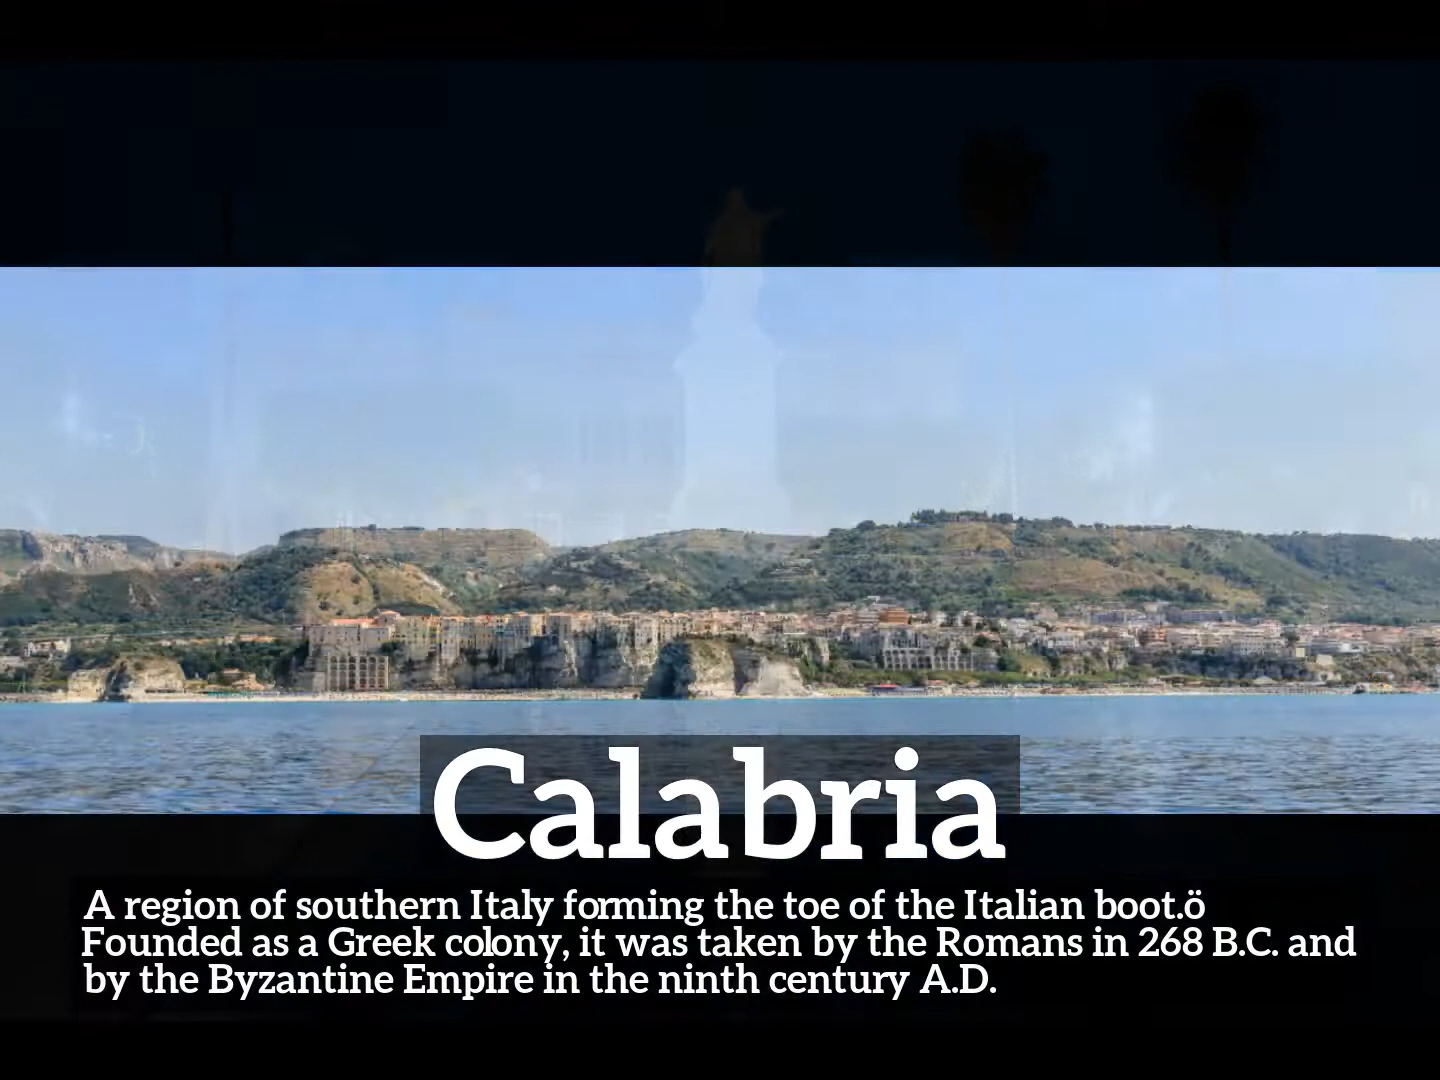 Calabria
A region of southern Italy forming the toe of the Italian boot.ö
Founded as a Greek colony, it was taken by the Romans in 268 B.C. and
by the Byzantine Empire in the ninth century A.D.